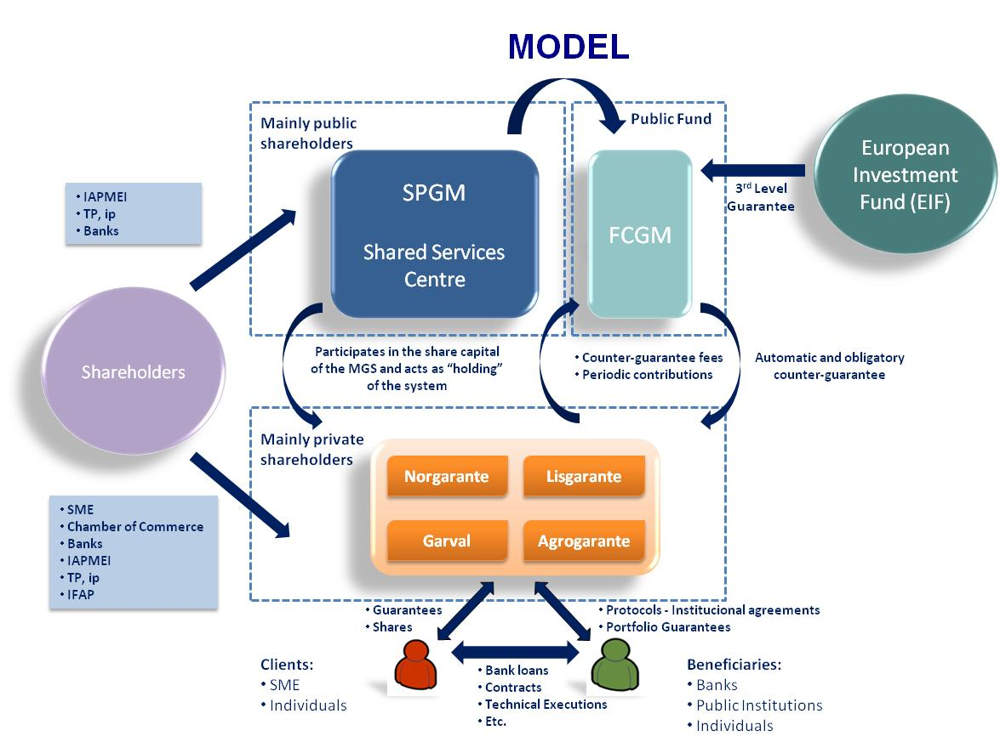 MODEL
Mainly public
shareholders
Public Fund
European
Investment
Fund (EIF)
SPGM
Shared Services
Centre
FCGM
3rd Level
Guarantee
• IAPMEI
• TP, ip
• Banks
Shareholders
Participates in the share capital
of the MGS and acts as “holding”
of the system
• Counter-guarantee fees
• Periodic contributions
Automatic and obligatory
counter-guarantee
Mainly private
shareholders
Norgarante
Lisgarante
Garval
Agrogarante
• SME
• Chamber of Commerce
• Banks
• IAPMEI
• TP, ip
• IFAP
• Guarantees
• Shares
• Protocols - Institucional agreements
• Portfolio Guarantees
Clients:
• SME
• Individuals
• Bank loans
• Contracts
• Technical Executions
• Etc.
Beneficiaries:
• Banks
• Public Institutions
• Individuals